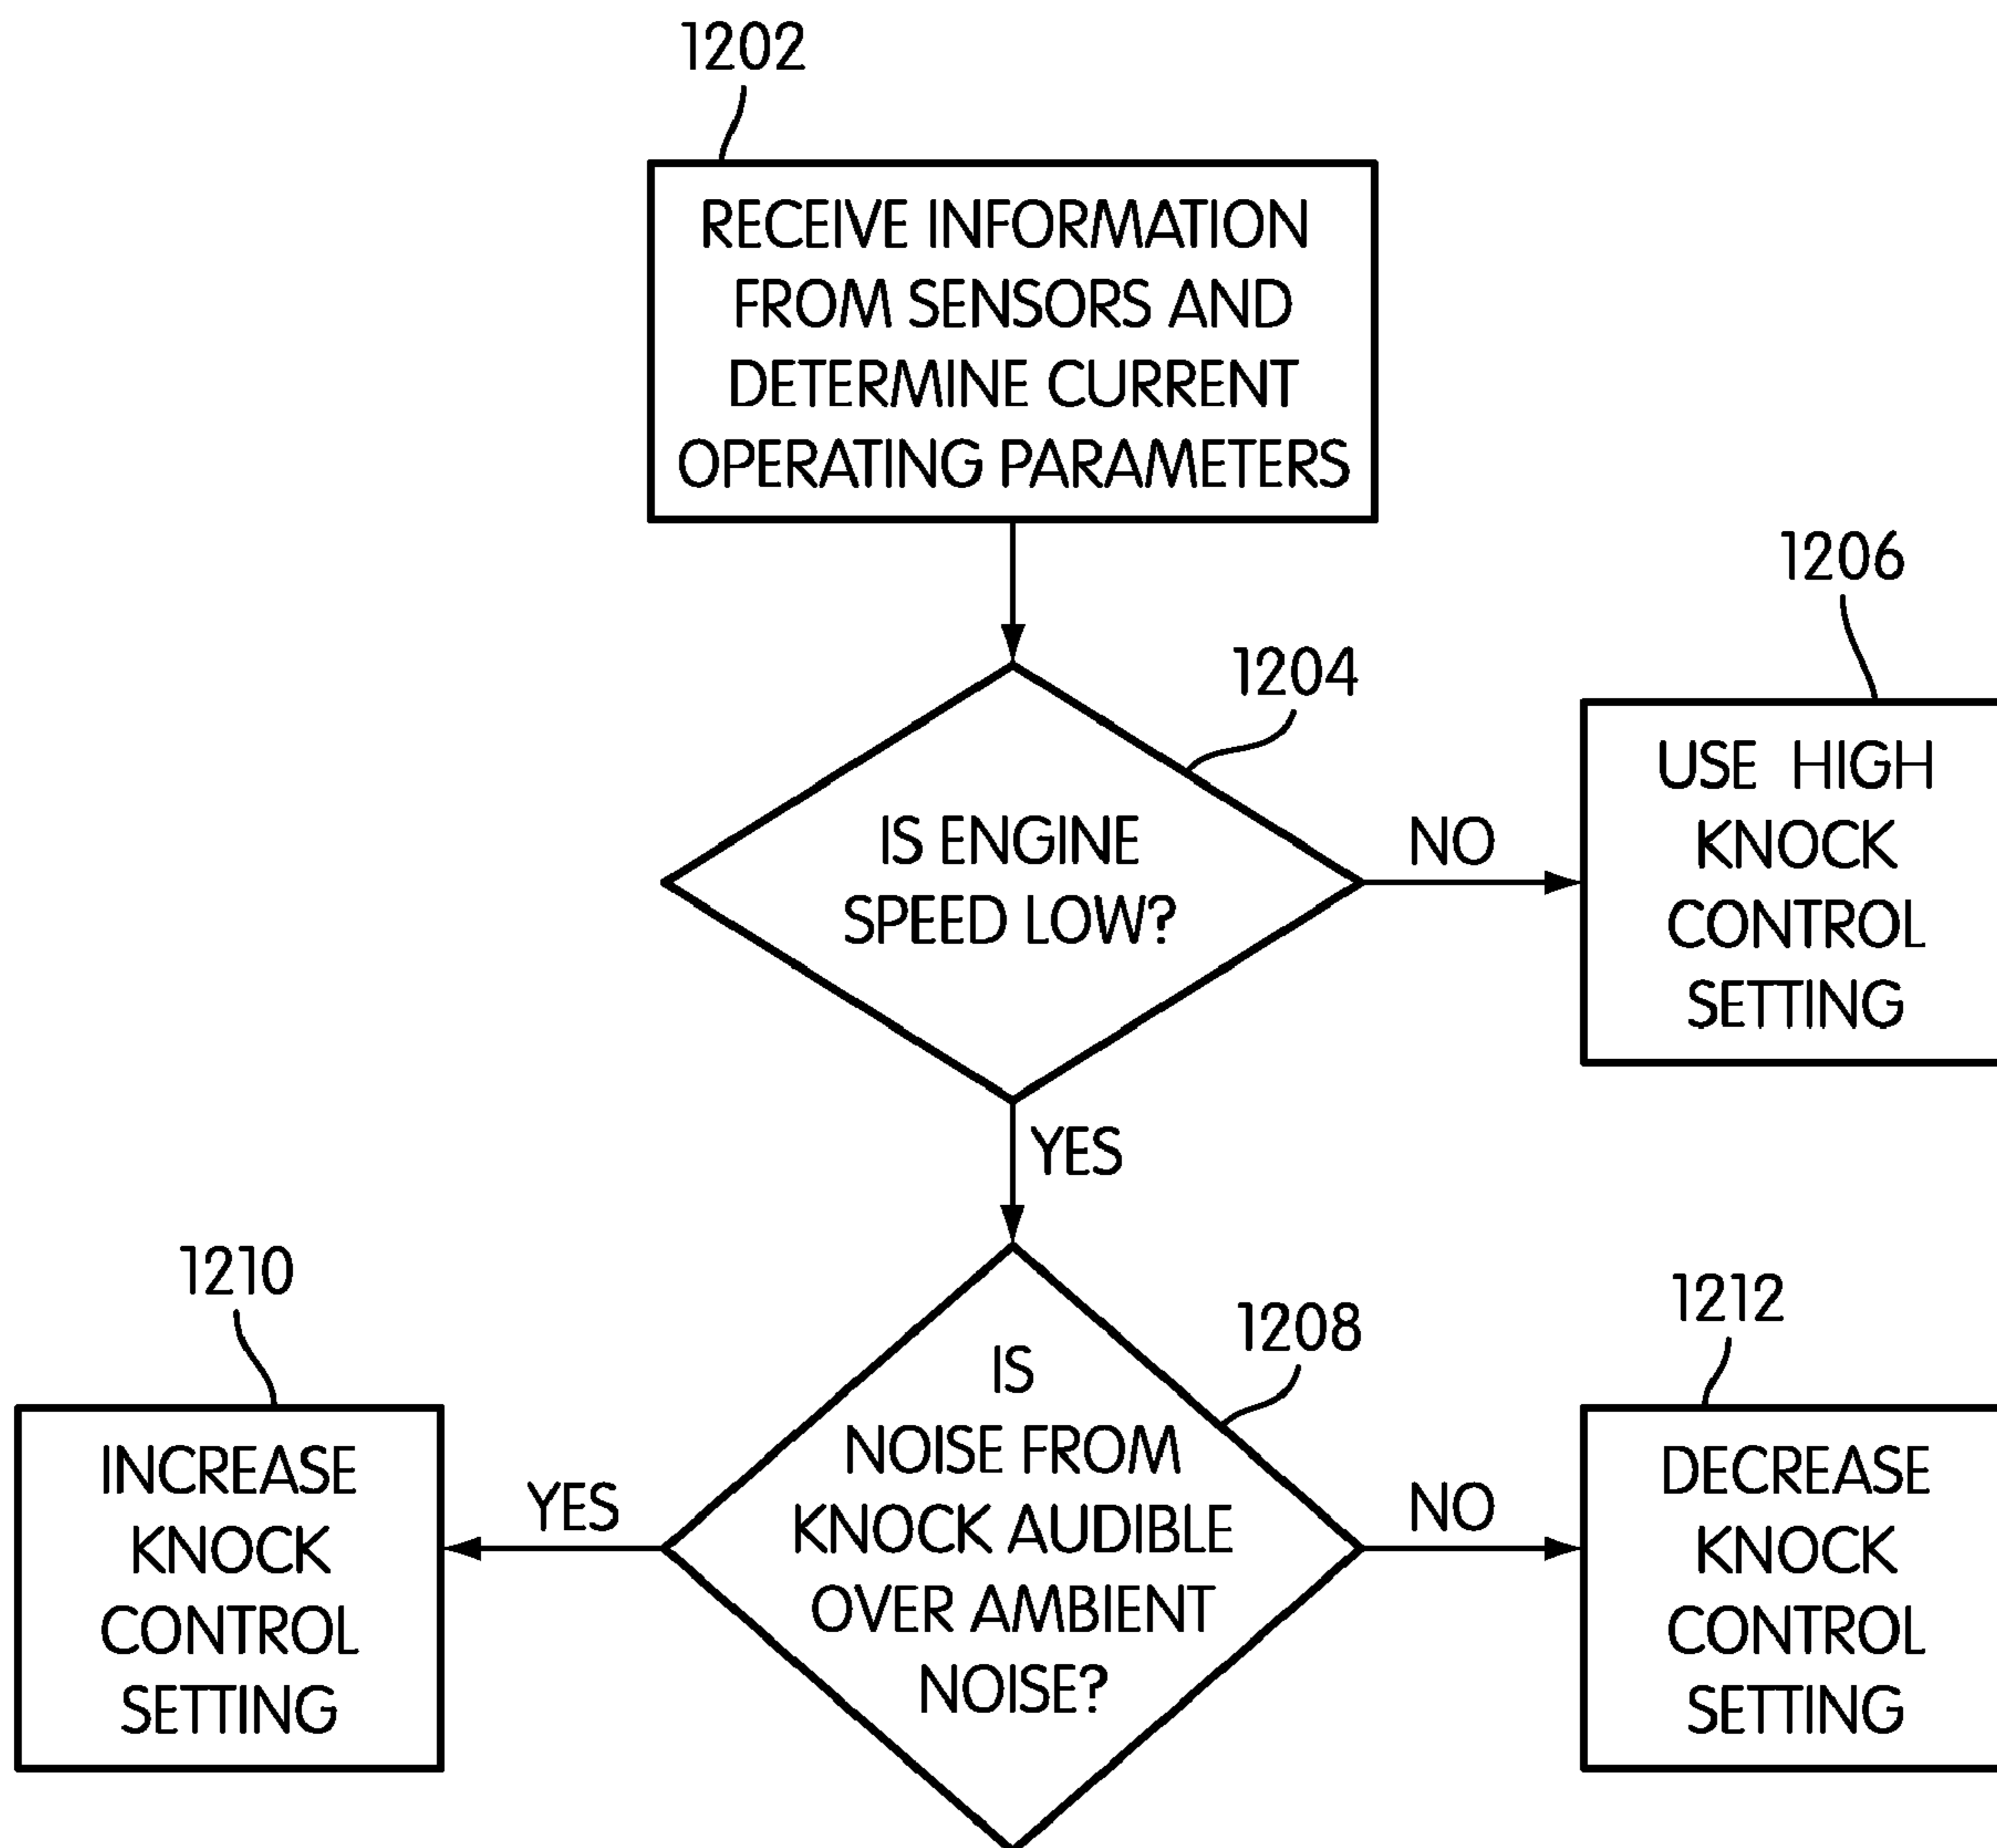 1202
RECEIVE INFORMATION
FROM SENSORS AND
DETERMINE CURRENT
OPERATING PARAMETERS
1204
IS ENGINE
SPEED LOW?
NO
1206
USE HIGH
KNOCK
CONTROL
SETTING
YES
1208
IS
NOISE FROM
KNOCK AUDIBLE
OVER AMBIENT
NOISE?
YES
1210
INCREASE
KNOCK
CONTROL
SETTING
NO
1212
DECREASE
KNOCK
CONTROL
SETTING